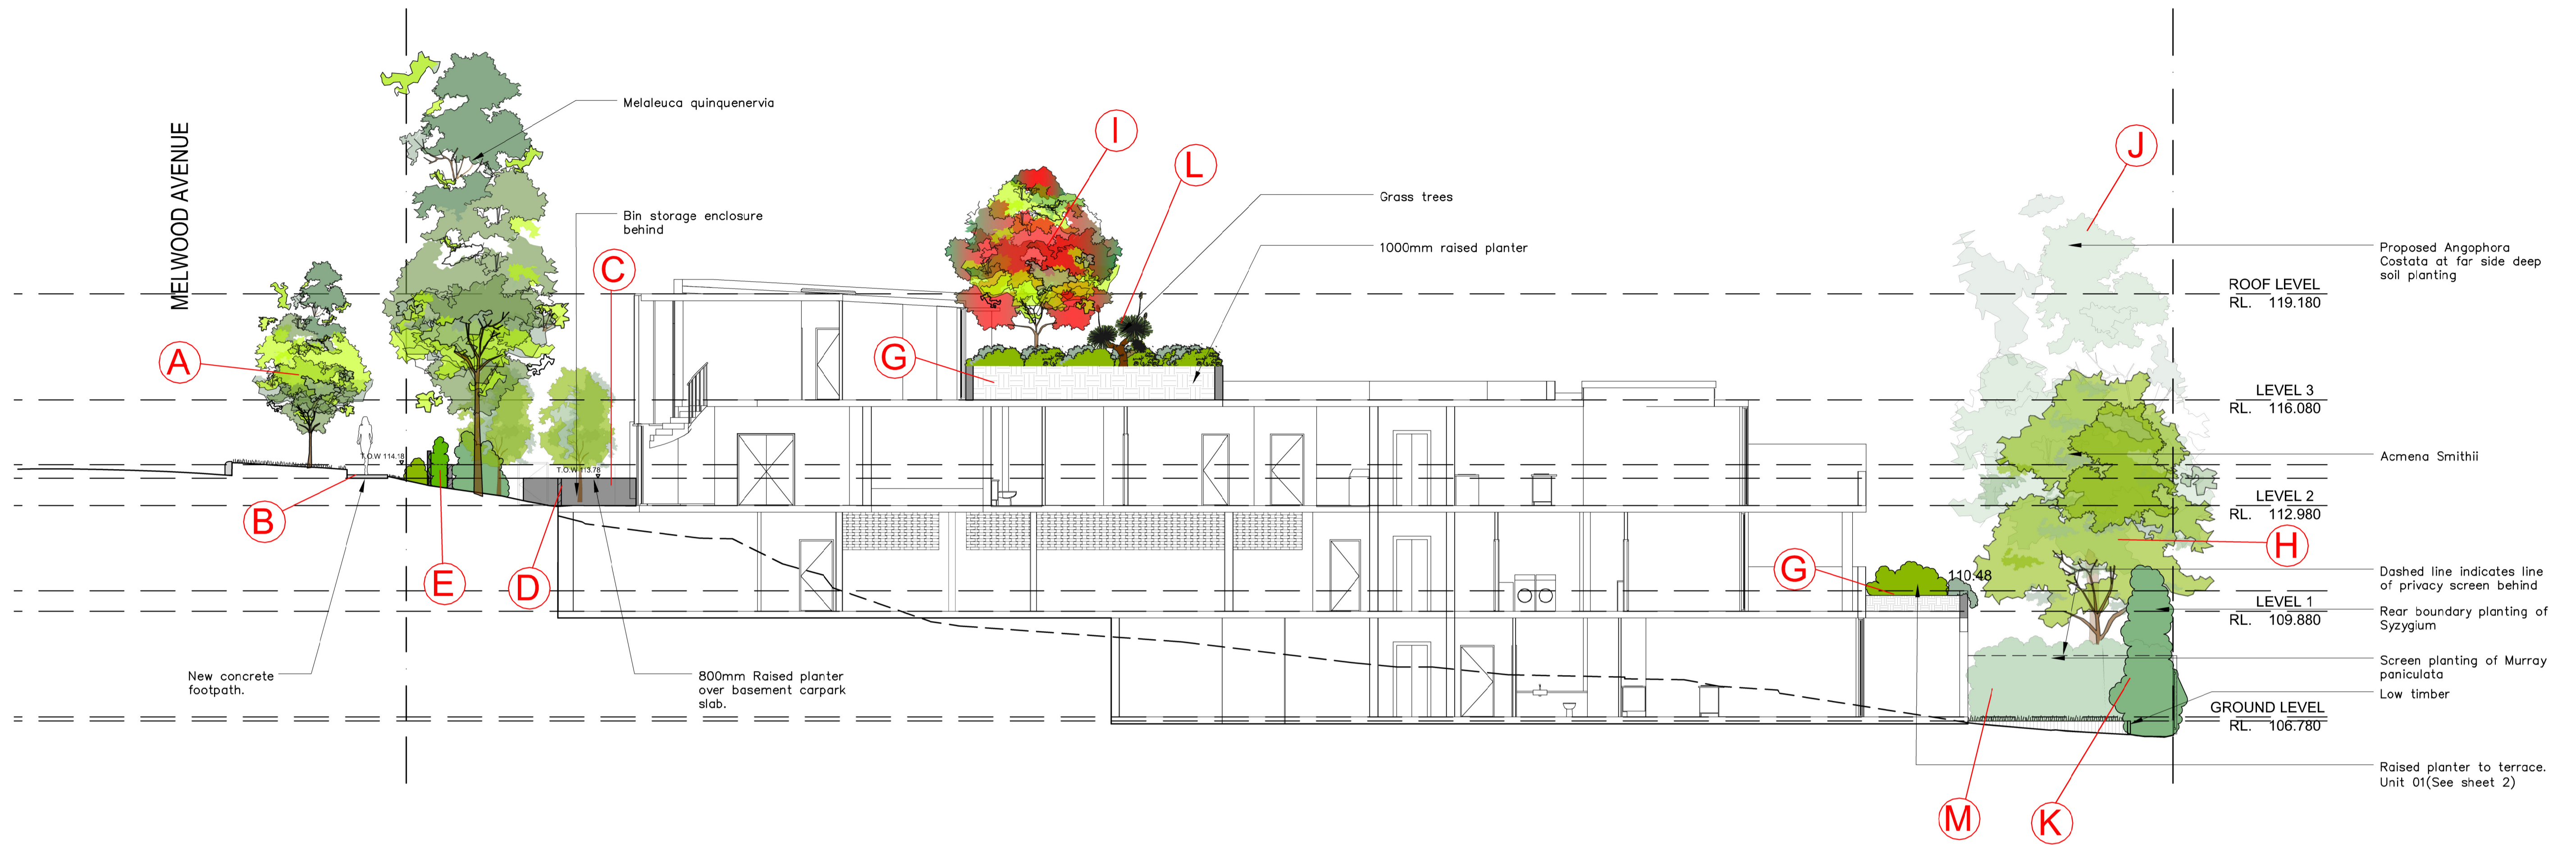 MELWOOD AVENUE
Melaleuca quinquenervia
Bin storage enclosure
behind
C
I
L
Grass trees
1000mm raised planter
J
Proposed Angophora
Costata at far side deep
soil planting
ROOF LEVEL
RL. 119.180
A
G
LEVEL 3
RL. 116.080
T.O.W 114.18
T.O.W 113.78
Acmena Smithii
LEVEL 2
RL. 112.980
B
E
D
H
G
110.48
Dashed line indicates line
of privacy screen behind
LEVEL 1
RL. 109.880
Rear boundary planting of
Syzygium
New concrete
footpath.
800mm Raised planter
over basement carpark
slab.
Screen planting of Murray
paniculata
Low timber
GROUND LEVEL
RL. 106.780
Raised planter to terrace.
Unit 01(See sheet 2)
M
K